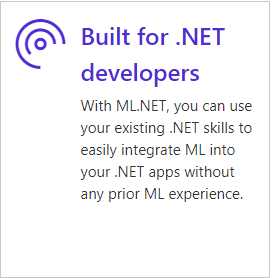 Built for .NET
developers
With ML.NET, you can use
your existing .NET skills to
easily integrate ML into
your .NET apps without
any prior ML experience.